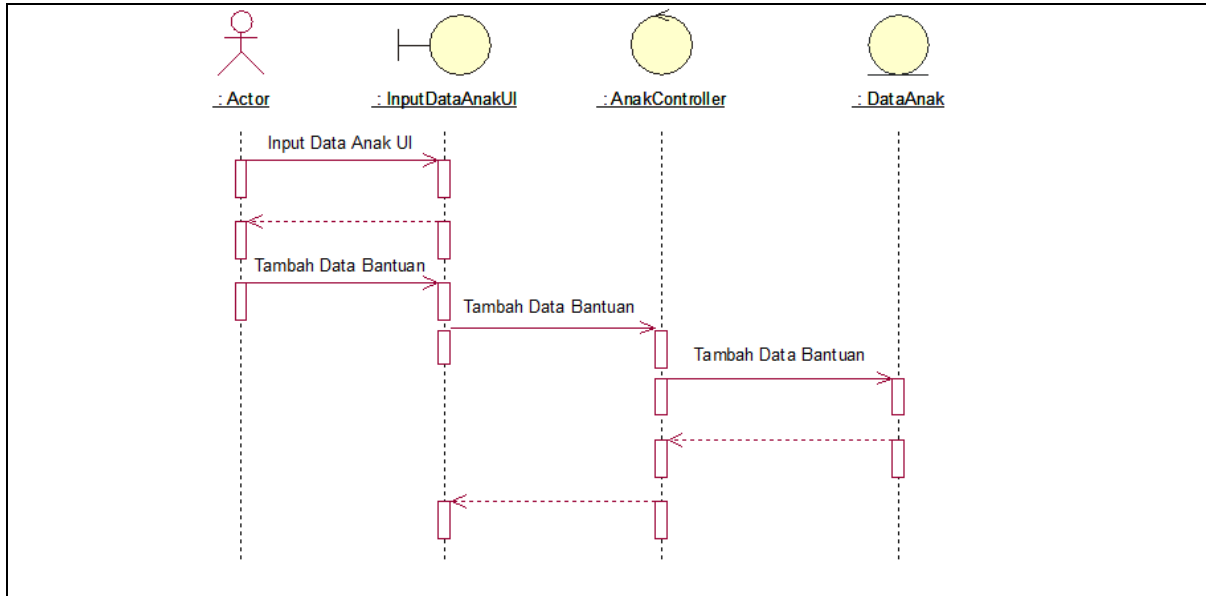 : Actor
: InputDataAnakUI
: AnakController
: DataAnak
Input Data Anak UI
Tambah Data Bantuan
Tambah Data Bantuan
Tambah Data Bantuan